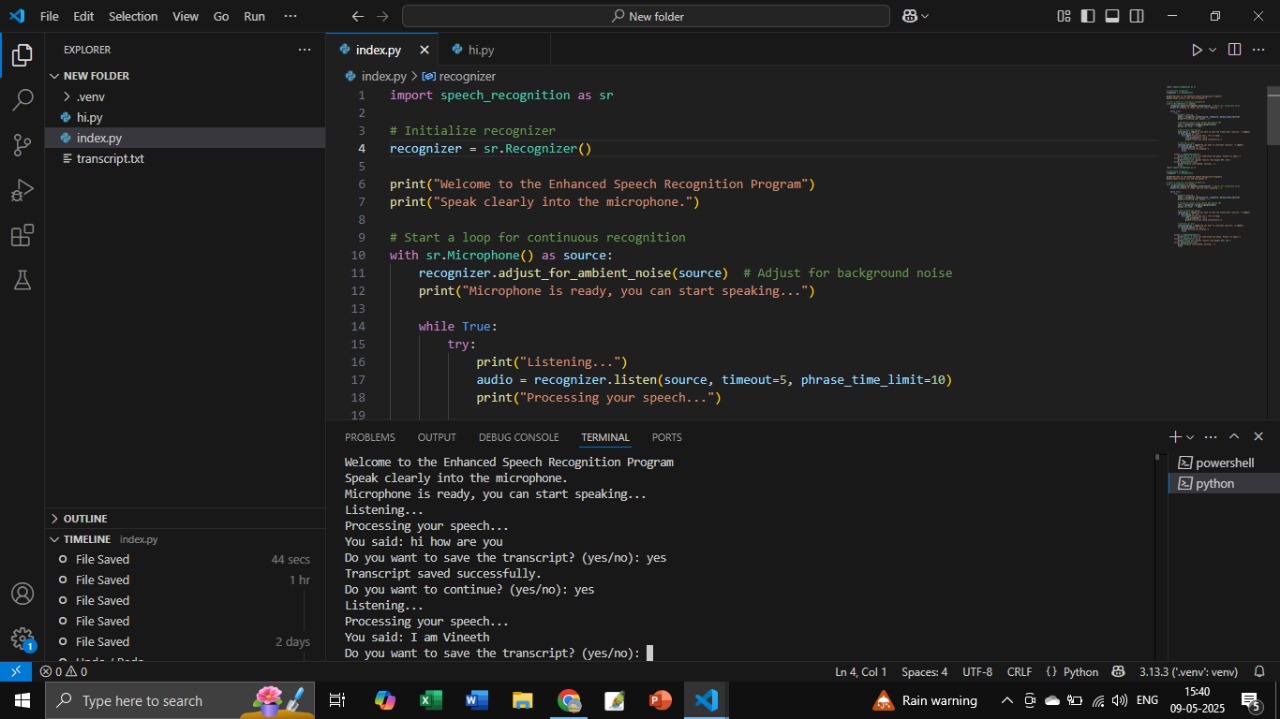 File Edit Selection View Go Run ··· New folder
EXPLORER ···
NEW FOLDER
.venv
hi.py
index.py
transcript.txt
OUTLINE
TIMELINE index.py
File Saved 44 secs
File Saved 1 hr
File Saved
File Saved
File Saved 2 days
index.py hi.py
index.py > recognizer
1 import speech_recognition as sr
2
3 # Initialize recognizer
4 recognizer = sr.Recognizer()
5
6 print("Welcome to the Enhanced Speech Recognition Program")
7 print("Speak clearly into the microphone.")
8
9 # Start a loop for continuous recognition
10 with sr.Microphone() as source:
11     recognizer.adjust_for_ambient_noise(source)  # Adjust for background noise
12     print("Microphone is ready, you can start speaking...")
13
14     while True:
15         try:
16             print("Listening...")
17             audio = recognizer.listen(source, timeout=5, phrase_time_limit=10)
18             print("Processing your speech...")
19
PROBLEMS OUTPUT DEBUG CONSOLE TERMINAL PORTS
Welcome to the Enhanced Speech Recognition Program
Speak clearly into the microphone.
Microphone is ready, you can start speaking...
Listening...
Processing your speech...
You said: hi how are you
Do you want to save the transcript? (yes/no): yes
Transcript saved successfully.
Do you want to continue? (yes/no): yes
Listening...
Processing your speech...
You said: I am Vineeth
Do you want to save the transcript? (yes/no):
powershell
python
1
0 0 Ln 4, Col 1 Spaces: 4 UTF-8 CRLF {} Python 3.13.3 ('.venv': venv)
Type here to search Rain warning ENG 15:40
09-05-2025 5